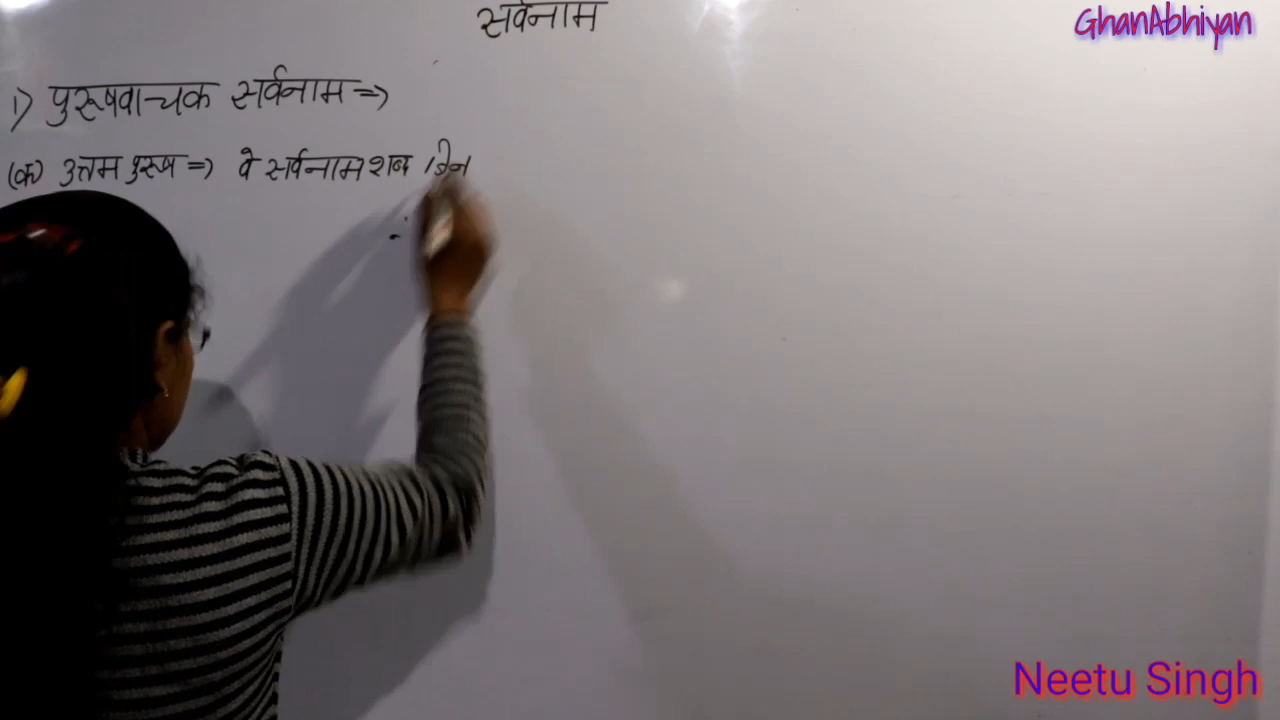 सर्वनाम
GhanAbhiyan
1) पुरूषवाचक सर्वनाम =>
(क) उत्तम पुरूष => वे सर्वनाम शब्द जिन
Neetu Singh